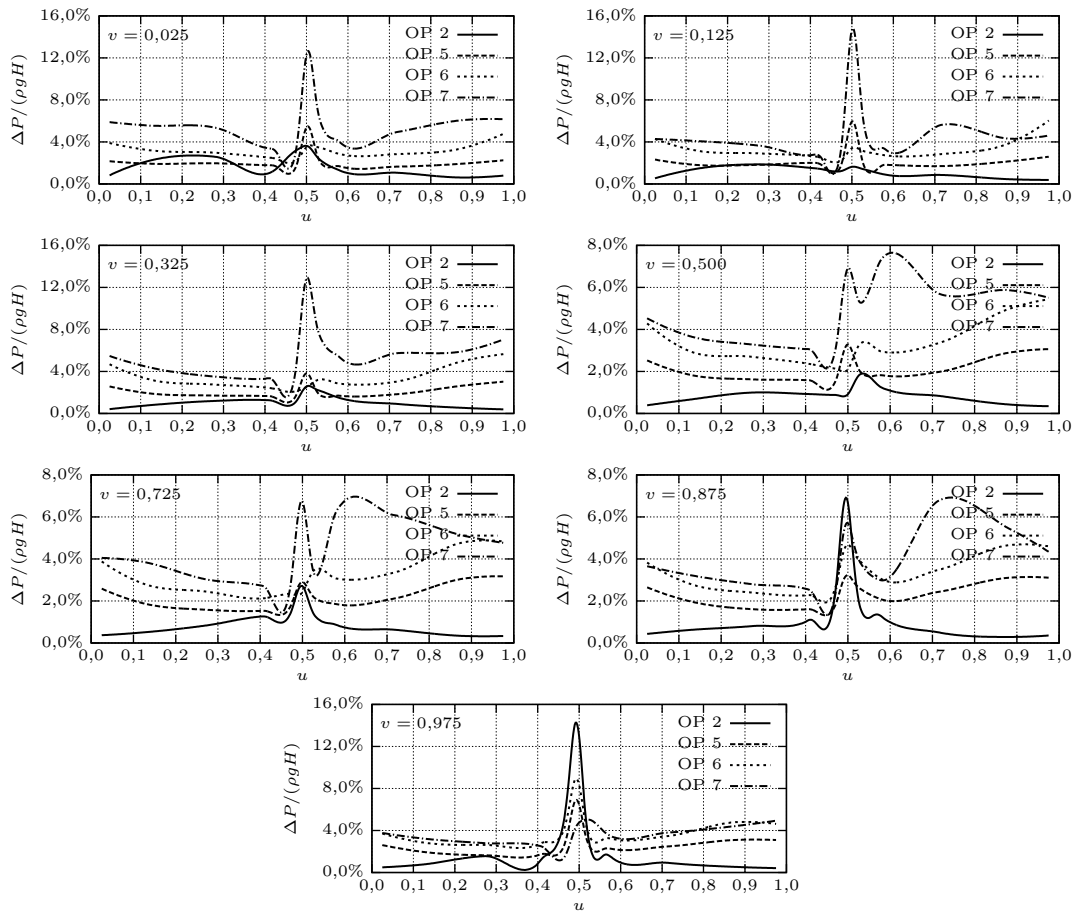 ΔP/(ρgH)
16,0%
12,0%
8,0%
4,0%
0,0%
v = 0,025
OP 2
OP 5
OP 6
OP 7
0,0 0,1 0,2 0,3 0,4 0,5 0,6 0,7 0,8 0,9 1,0
u
ΔP/(ρgH)
16,0%
12,0%
8,0%
4,0%
0,0%
v = 0,125
OP 2
OP 5
OP 6
OP 7
0,0 0,1 0,2 0,3 0,4 0,5 0,6 0,7 0,8 0,9 1,0
u
ΔP/(ρgH)
16,0%
12,0%
8,0%
4,0%
0,0%
v = 0,325
OP 2
OP 5
OP 6
OP 7
0,0 0,1 0,2 0,3 0,4 0,5 0,6 0,7 0,8 0,9 1,0
u
ΔP/(ρgH)
8,0%
6,0%
4,0%
2,0%
0,0%
v = 0,500
OP 2
OP 5
OP 6
OP 7
0,0 0,1 0,2 0,3 0,4 0,5 0,6 0,7 0,8 0,9 1,0
u
ΔP/(ρgH)
8,0%
6,0%
4,0%
2,0%
0,0%
v = 0,725
OP 2
OP 5
OP 6
OP 7
0,0 0,1 0,2 0,3 0,4 0,5 0,6 0,7 0,8 0,9 1,0
u
ΔP/(ρgH)
8,0%
6,0%
4,0%
2,0%
0,0%
v = 0,875
OP 2
OP 5
OP 6
OP 7
0,0 0,1 0,2 0,3 0,4 0,5 0,6 0,7 0,8 0,9 1,0
u
ΔP/(ρgH)
16,0%
12,0%
8,0%
4,0%
0,0%
v = 0,975
OP 2
OP 5
OP 6
OP 7
0,0 0,1 0,2 0,3 0,4 0,5 0,6 0,7 0,8 0,9 1,0
u